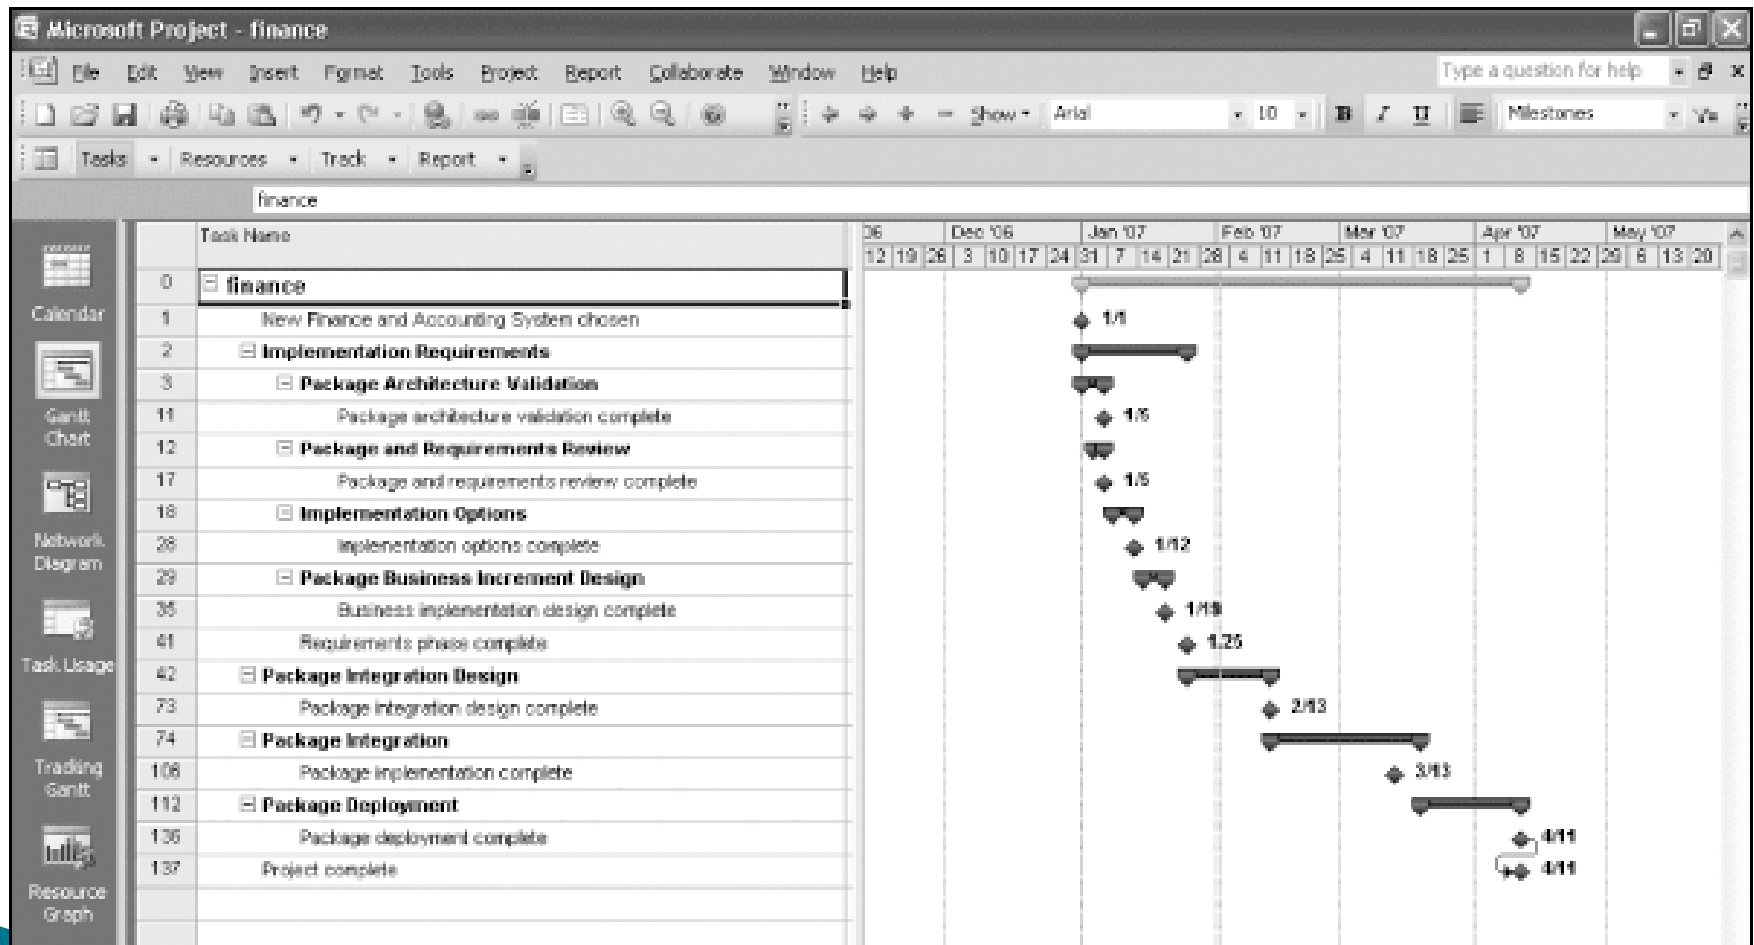 Microsoft Project - finance
File Edit View Insert Format Tools Project Report Collaborate Window Help Type a question for help
Show Arial 10 B I U Milestones
Tasks Resources Track Report
finance
Task Name
Dec '06 Jan '07 Feb '07 Mar '07 Apr '07 May '07
12 19 26 3 10 17 24 31 7 14 21 28 4 11 18 25 4 11 18 25 1 8 15 22 29 6 13 20
0 finance
1 New Finance and Accounting System chosen 1/1
2 Implementation Requirements
3 Package Architecture Validation
11 Package architecture validation complete 1/5
12 Package and Requirements Review
17 Package and requirements review complete 1/5
18 Implementation Options
28 Implementation options complete 1/12
29 Package Business Increment Design
35 Business implementation design complete
41 Requirements phase complete 1.25
42 Package Integration Design
73 Package integration design complete 2/13
74 Package Integration
Package implementation complete 3/13
112 Package Deployment
136 Package deployment complete 4/11
137 Project complete 4/11
Calendar
Gantt
Chart
Network
Diagram
Task Usage
Tracking
Gantt
Resource
Graph